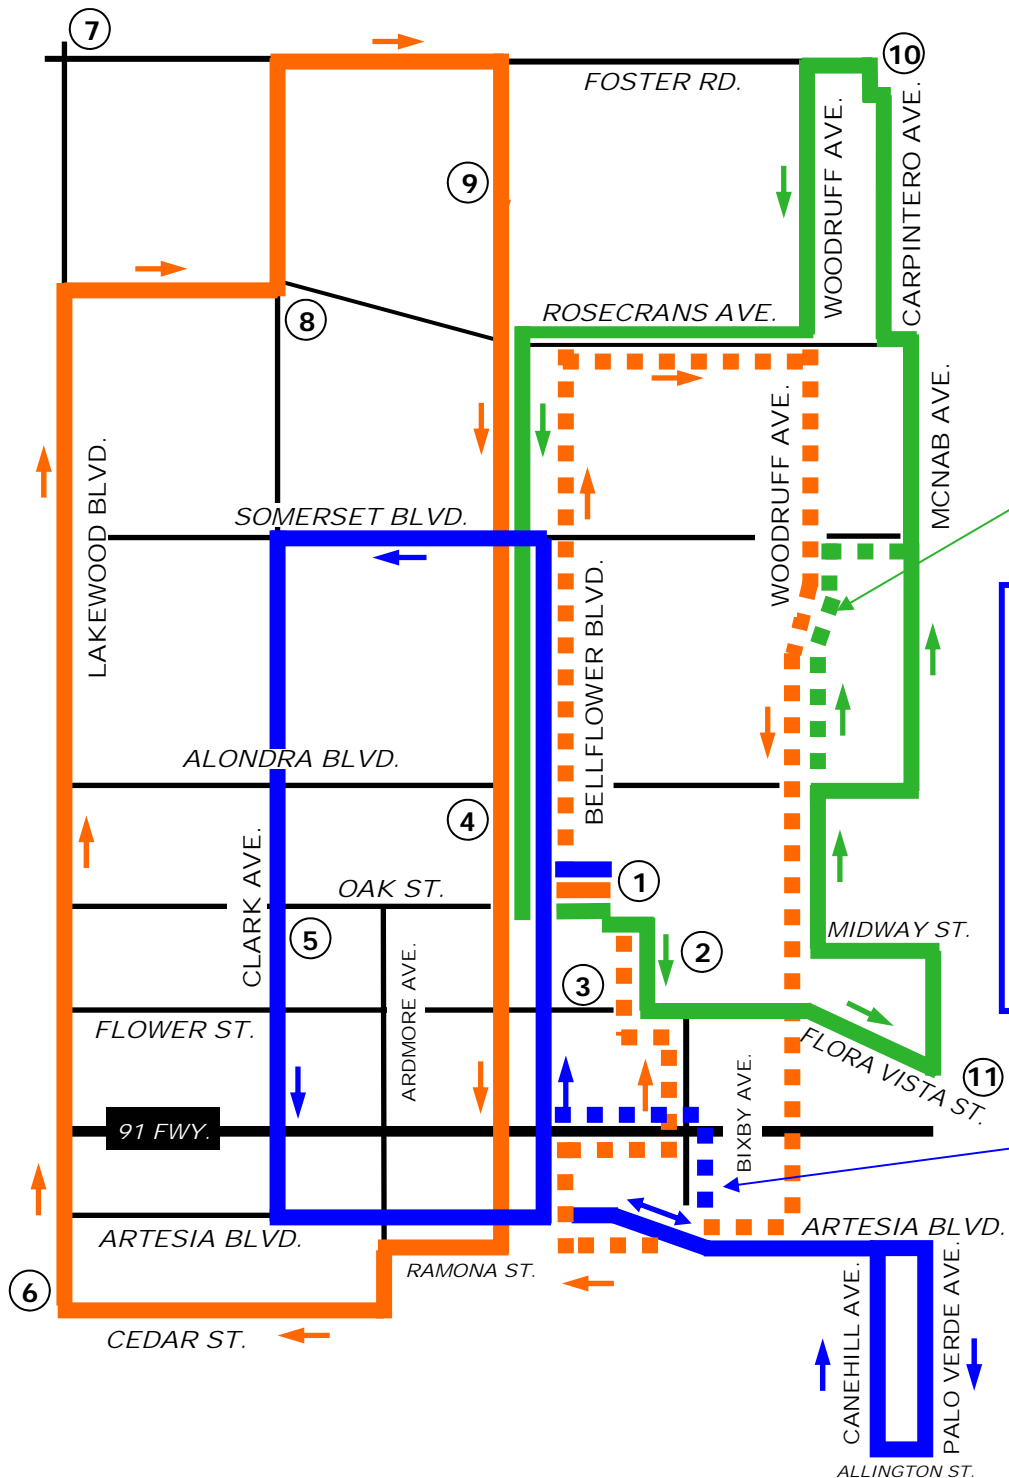 7
10
FOSTER RD.
WOODRUFF AVE.
CARPINTERO AVE.
9
8
ROSECRANS AVE.
WOODRUFF AVE.
MCNAB AVE.
LAKEWOOD BLVD.
SOMERSET BLVD.
BELLFLOWER BLVD.
ALONDRA BLVD.
4
CLARK AVE.
OAK ST.
1
5
ARDMORE AVE.
2
MIDWAY ST.
3
FLOWER ST.
FLORA VISTA ST.
11
91 FWY.
BIXBY AVE.
ARTESIA BLVD.
ARTESIA BLVD.
RAMONA ST.
6
CEDAR ST.
CANEHILL AVE.
PALO VERDE AVE.
ALLINGTON ST.